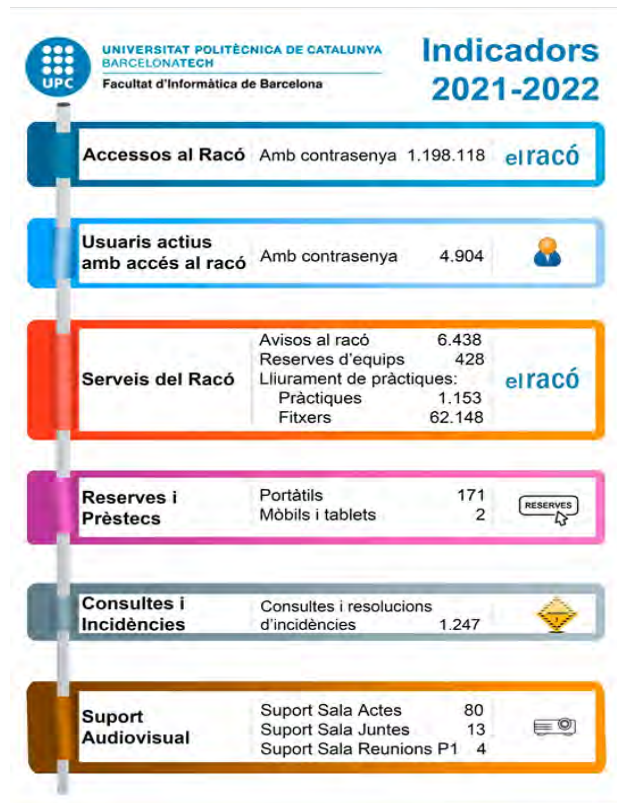 UNIVERSITAT POLITÈCNICA DE CATALUNYA
BARCELONATECH
Facultat d'Informàtica de Barcelona
UPC
Indicadors
2021-2022
Accessos al Racó Amb contrasenya 1.198.118 el racó
Usuaris actius
amb accés al racó Amb contrasenya 4.904
Serveis del Racó
Avisos al racó 6.438
Reserves d'equips 428
Lliurament de pràctiques:
Pràctiques 1.153
Fitxers 62.148
el racó
Reserves i
Prèstecs
Portàtils 171
Mòbils i tablets 2
RESERVES
Consultes i
Incidències
Consultes i resolucions
d'incidències 1.247
Suport
Audiovisual
Suport Sala Actes 80
Suport Sala Juntes 13
Suport Sala Reunions P1 4